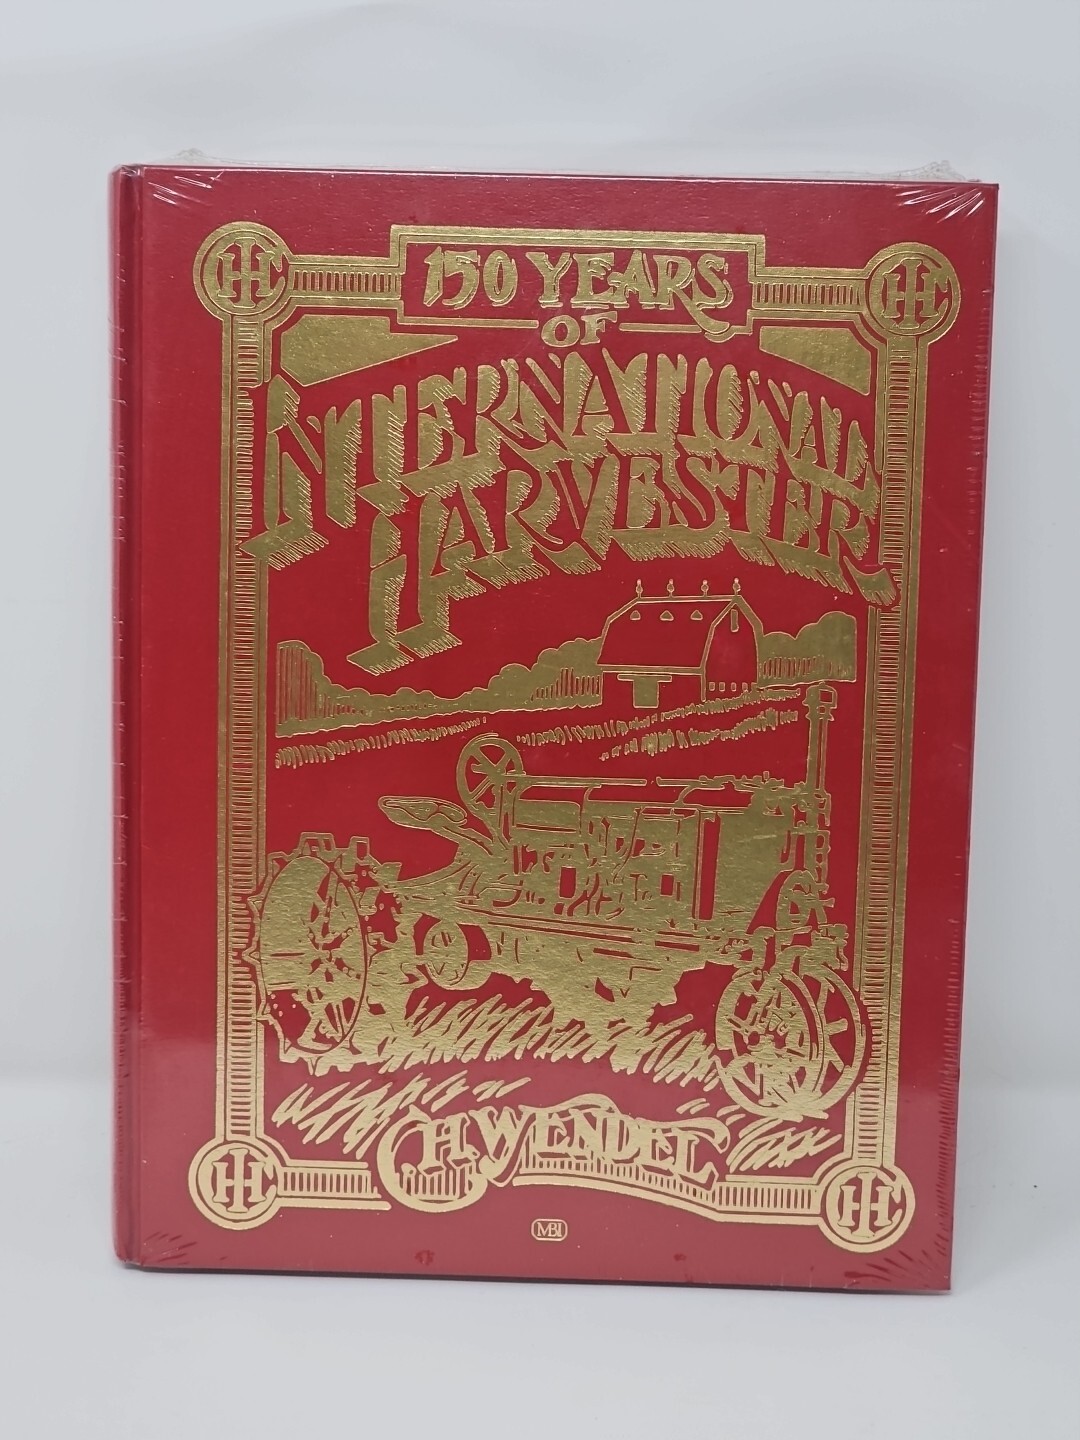 IHC IHC
150 YEARS
OF
INTERNATIONAL
HARVESTER
C.H. WENDEL
IHC IHC
MBI